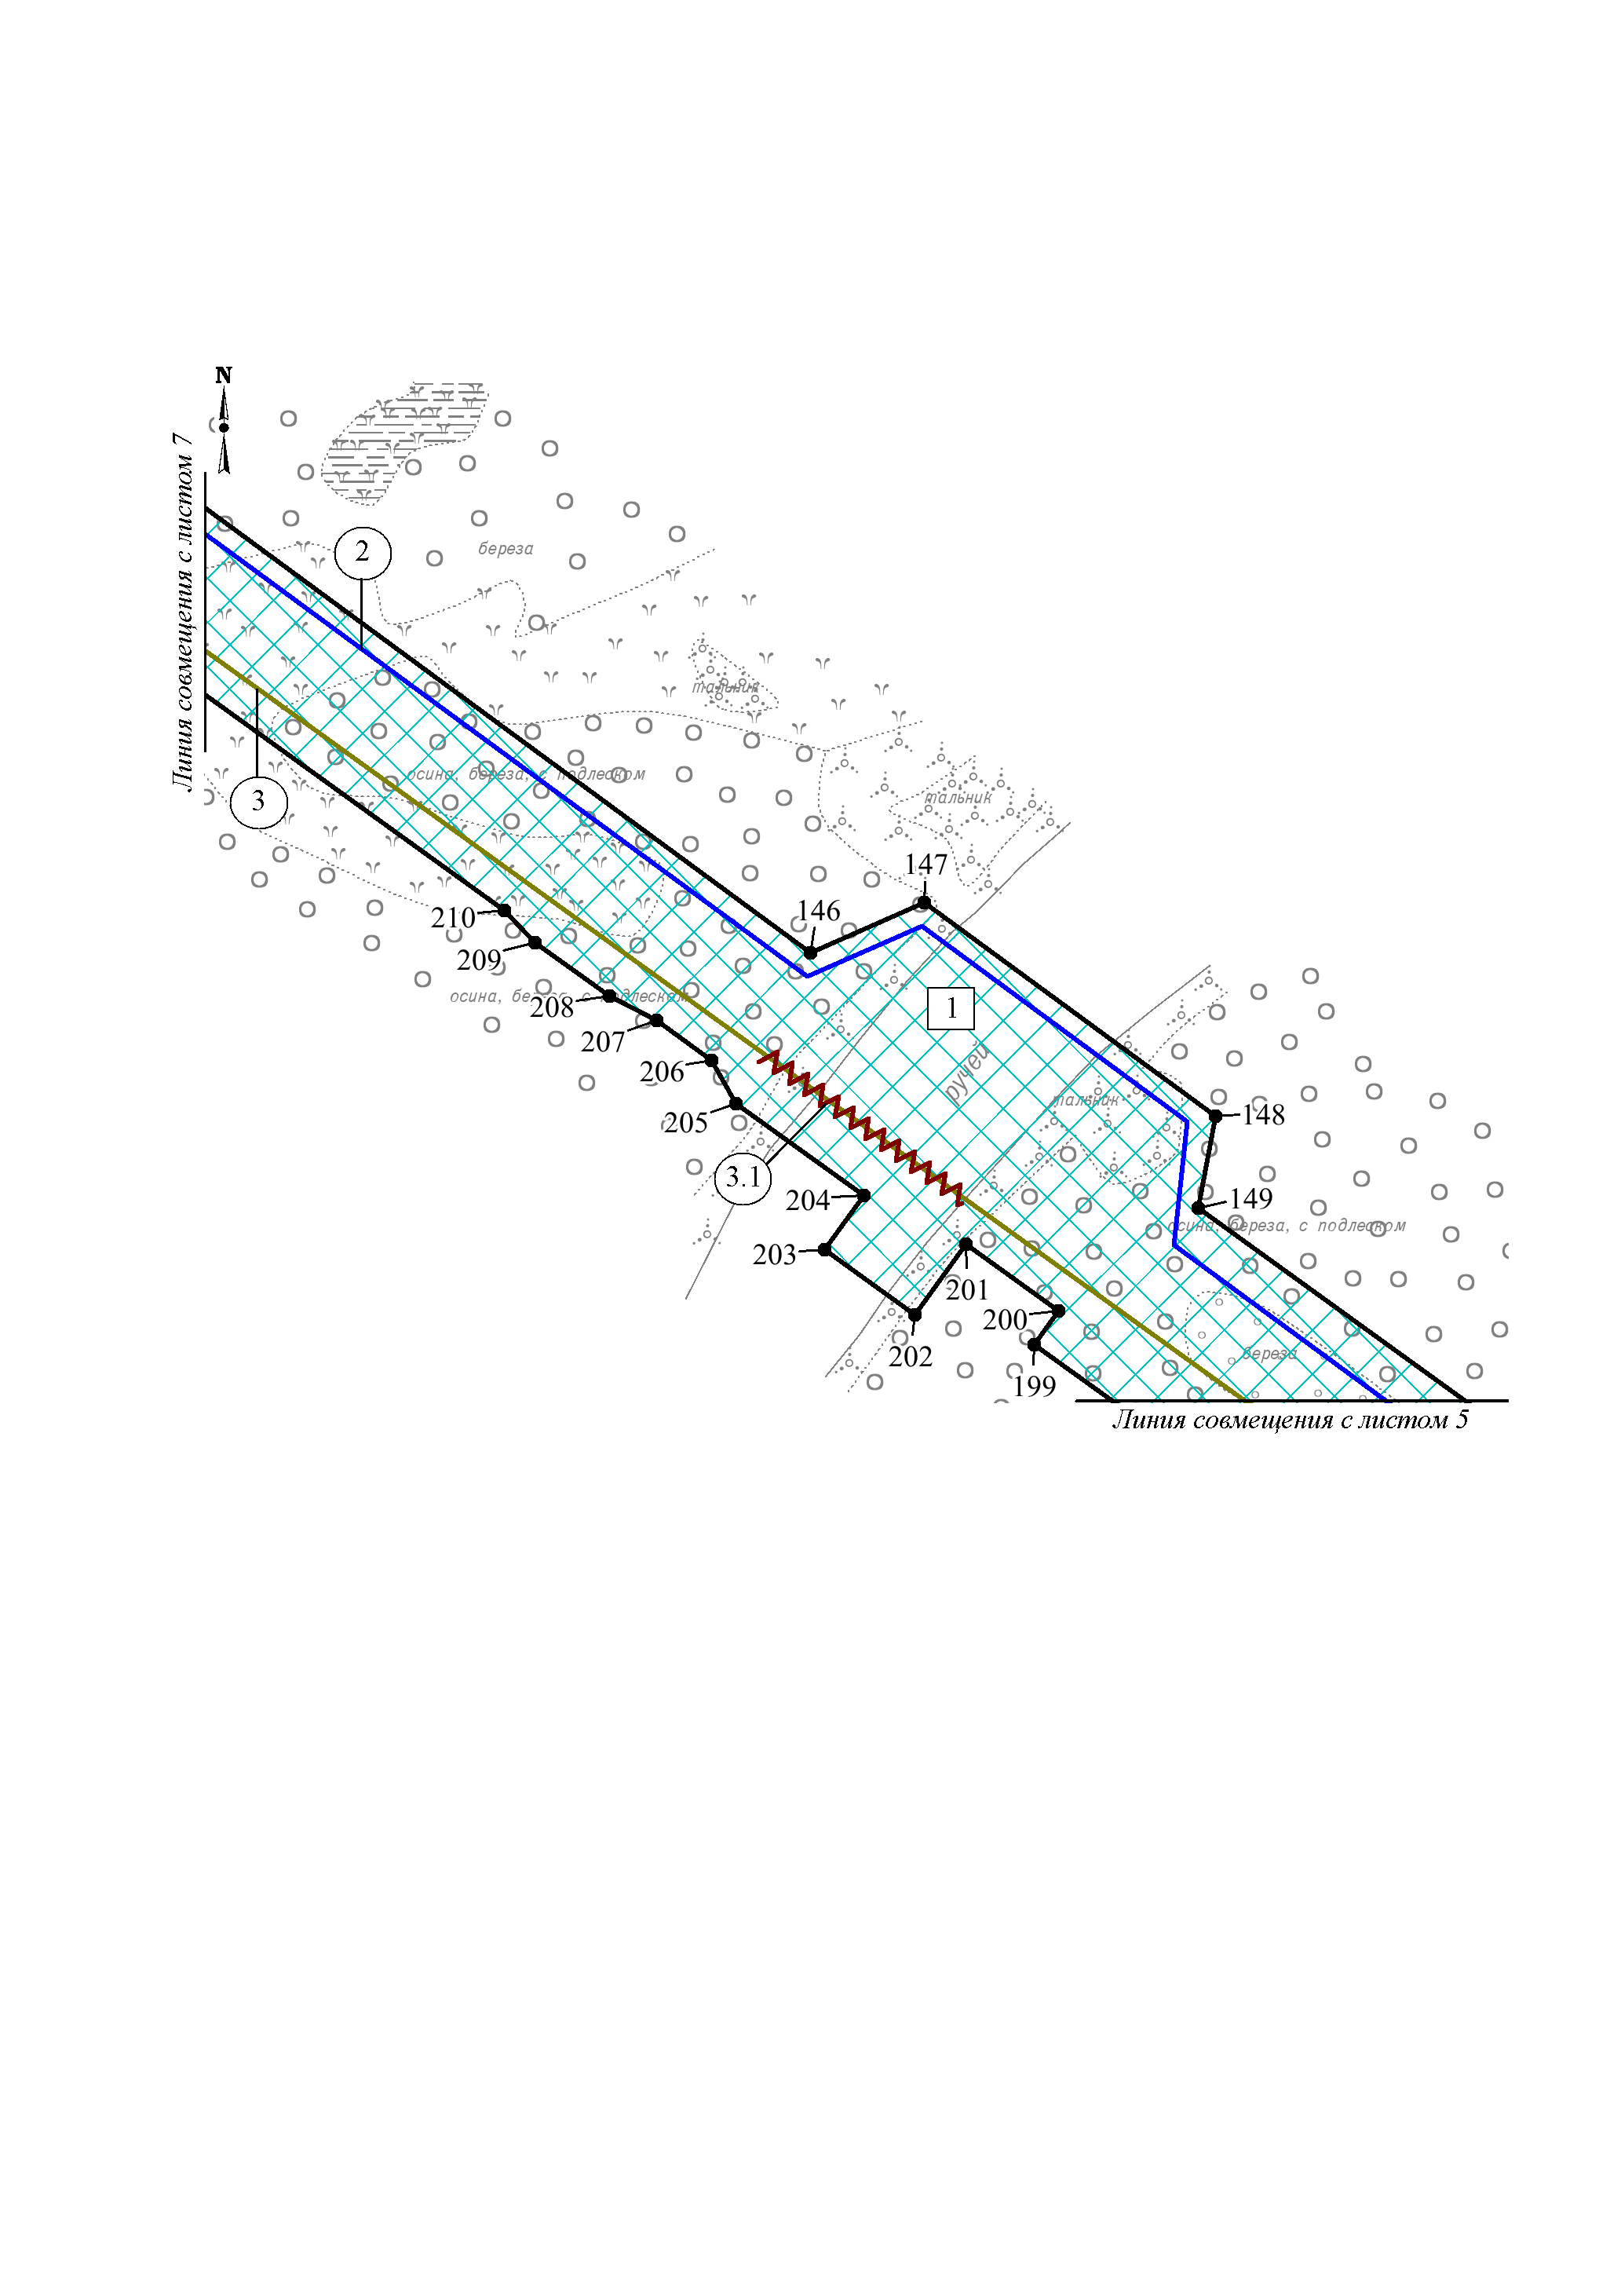 N
Линия совмещения с листом 7
2
береза
тальник
осина, береза, с подлеском
тальник
3
147
146
210
209
осина, береза, с подлеском
208
1
207
206
ручей
тальник
205
148
3.1
204
149
осина, береза, с подлеском
203
201
200
202
береза
199
Линия совмещения с листом 5